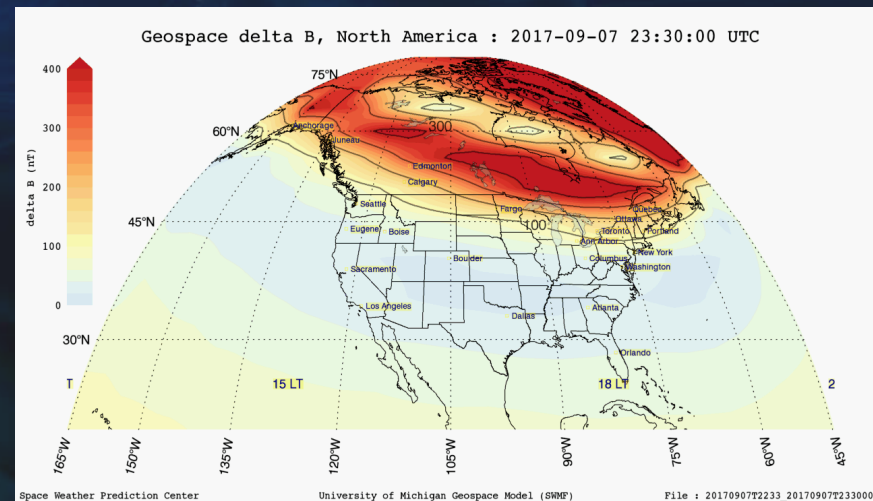 Geospace delta B, North America : 2017-09-07 23:30:00 UTC
400
300
200
100
0
delta B (nT)
75°N
60°N
45°N
30°N
Anchorage
Juneau
300
Edmonton
Calgary
Seattle
Fargo
100
Quebec
Ottawa
Eugene
Boise
Toronto
Portland
Ann Arbor
New York
Boulder
Columbus
Washington
Sacramento
Los Angeles
Dallas
Atlanta
Orlando
T
15 LT
18 LT
2
165°W
150°W
135°W
120°W
105°W
90°W
75°W
60°W
45°W
Space Weather Prediction Center
University of Michigan Geospace Model (SWMF)
File : 20170907T2233_20170907T233000